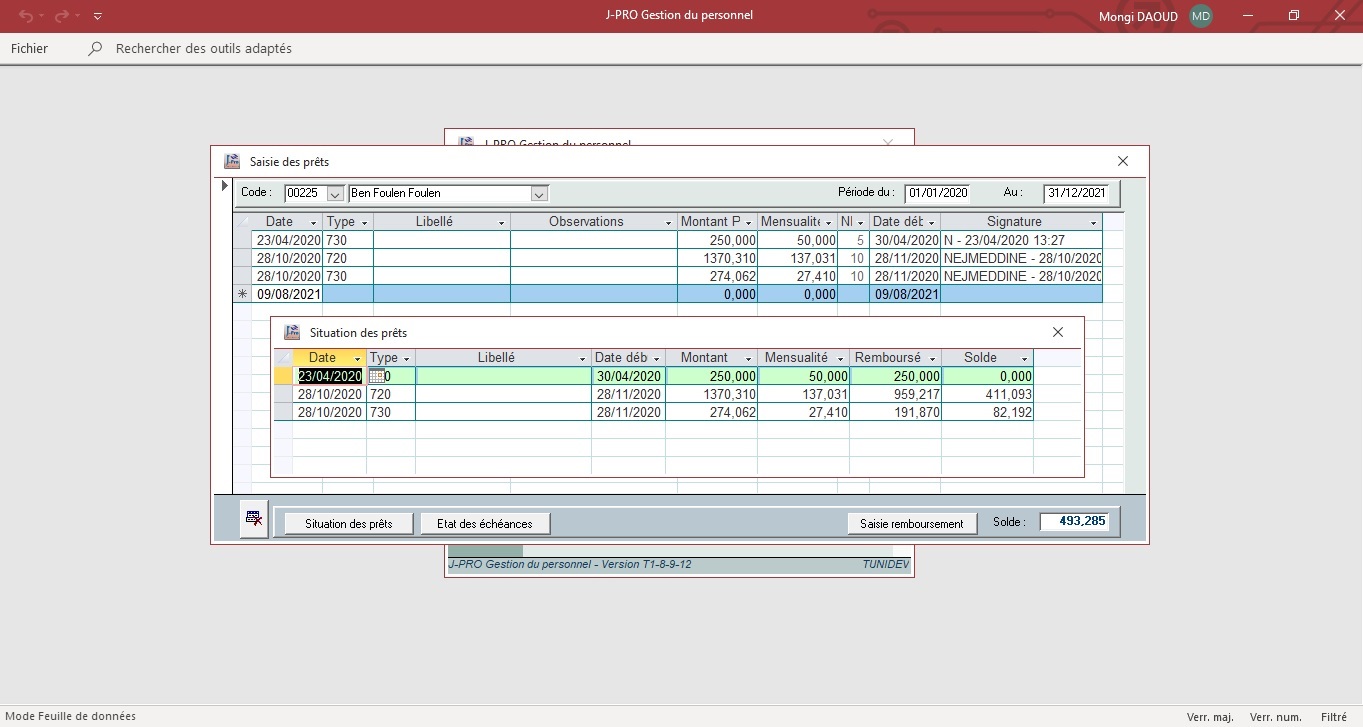 J-PRO Gestion du personnel
Mongi DAOUD MD
Fichier Rechercher des outils adaptés
J-PRO Gestion du personnel
Saisie des prêts
Code : 00225 Ben Foulen Foulen Période du : 01/01/2020 Au : 31/12/2021
Date Type Libellé Observations Montant P Mensualité Date déb Signature
23/04/2020 730 250,000 50,000 5 30/04/2020 N - 23/04/2020 13:27
28/10/2020 720 1370,310 137,031 10 28/11/2020 NEJMEDDINE - 28/10/2020
28/10/2020 730 274,062 27,410 10 28/11/2020 NEJMEDDINE - 28/10/2020
* 09/08/2021 0,000 0,000 09/08/2021
Situation des prêts
Date Type Libellé Date déb Montant Mensualité Remboursé Solde
23/04/2020 0 30/04/2020 250,000 50,000 250,000 0,000
28/10/2020 720 28/11/2020 1370,310 137,031 959,217 411,093
28/10/2020 730 28/11/2020 274,062 27,410 191,870 82,192
Situation des prêts Etat des échéances Saisie remboursement Solde : 493,285
J-PRO Gestion du personnel - Version T1-8-9-12 TUNIDEV
Mode Feuille de données Verr. maj. Verr. num. Filtré